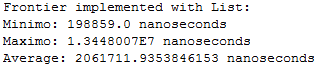 Frontier implemented with List:
Minimo: 198859.0 nanoseconds
Maximo: 1.3448007E7 nanoseconds
Average: 2061711.9353846153 nanoseconds